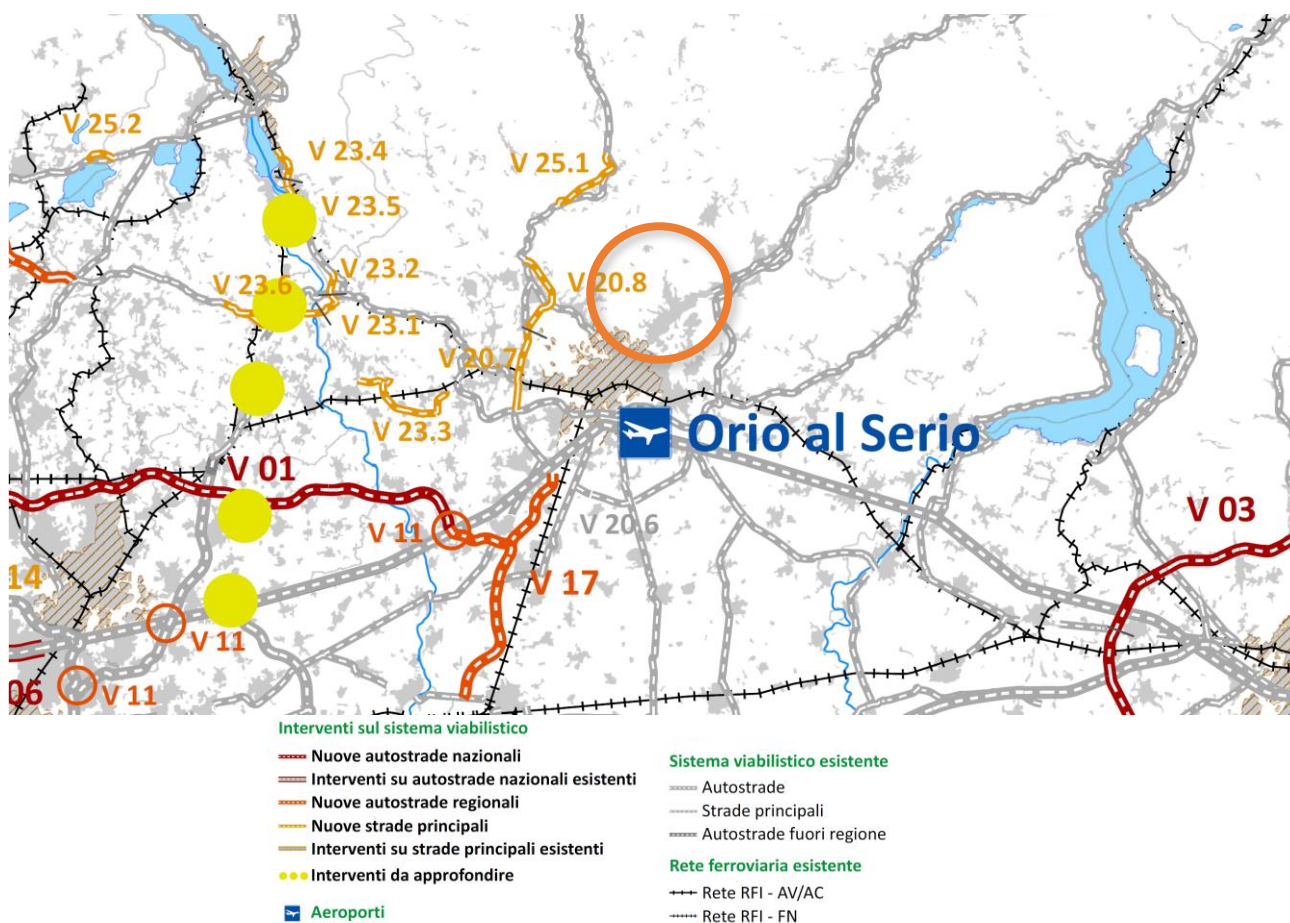 V 25.2
V 23.4
V 25.1
V 23.5
V 23.2
V 23.6
V 20.8
V 23.1
V 20.7
V 23.3
Orio al Serio
V 01
V 03
V 11
V 20.6
14
V 17
V 11
06
V 11
Interventi sul sistema viabilistico
Nuove autostrade nazionali
Interventi su autostrade nazionali esistenti
Nuove autostrade regionali
Nuove strade principali
Interventi su strade principali esistenti
Interventi da approfondire
Aeroporti
Sistema viabilistico esistente
Autostrade
Strade principali
Autostrade fuori regione
Rete ferroviaria esistente
Rete RFI - AV/AC
Rete RFI - FN